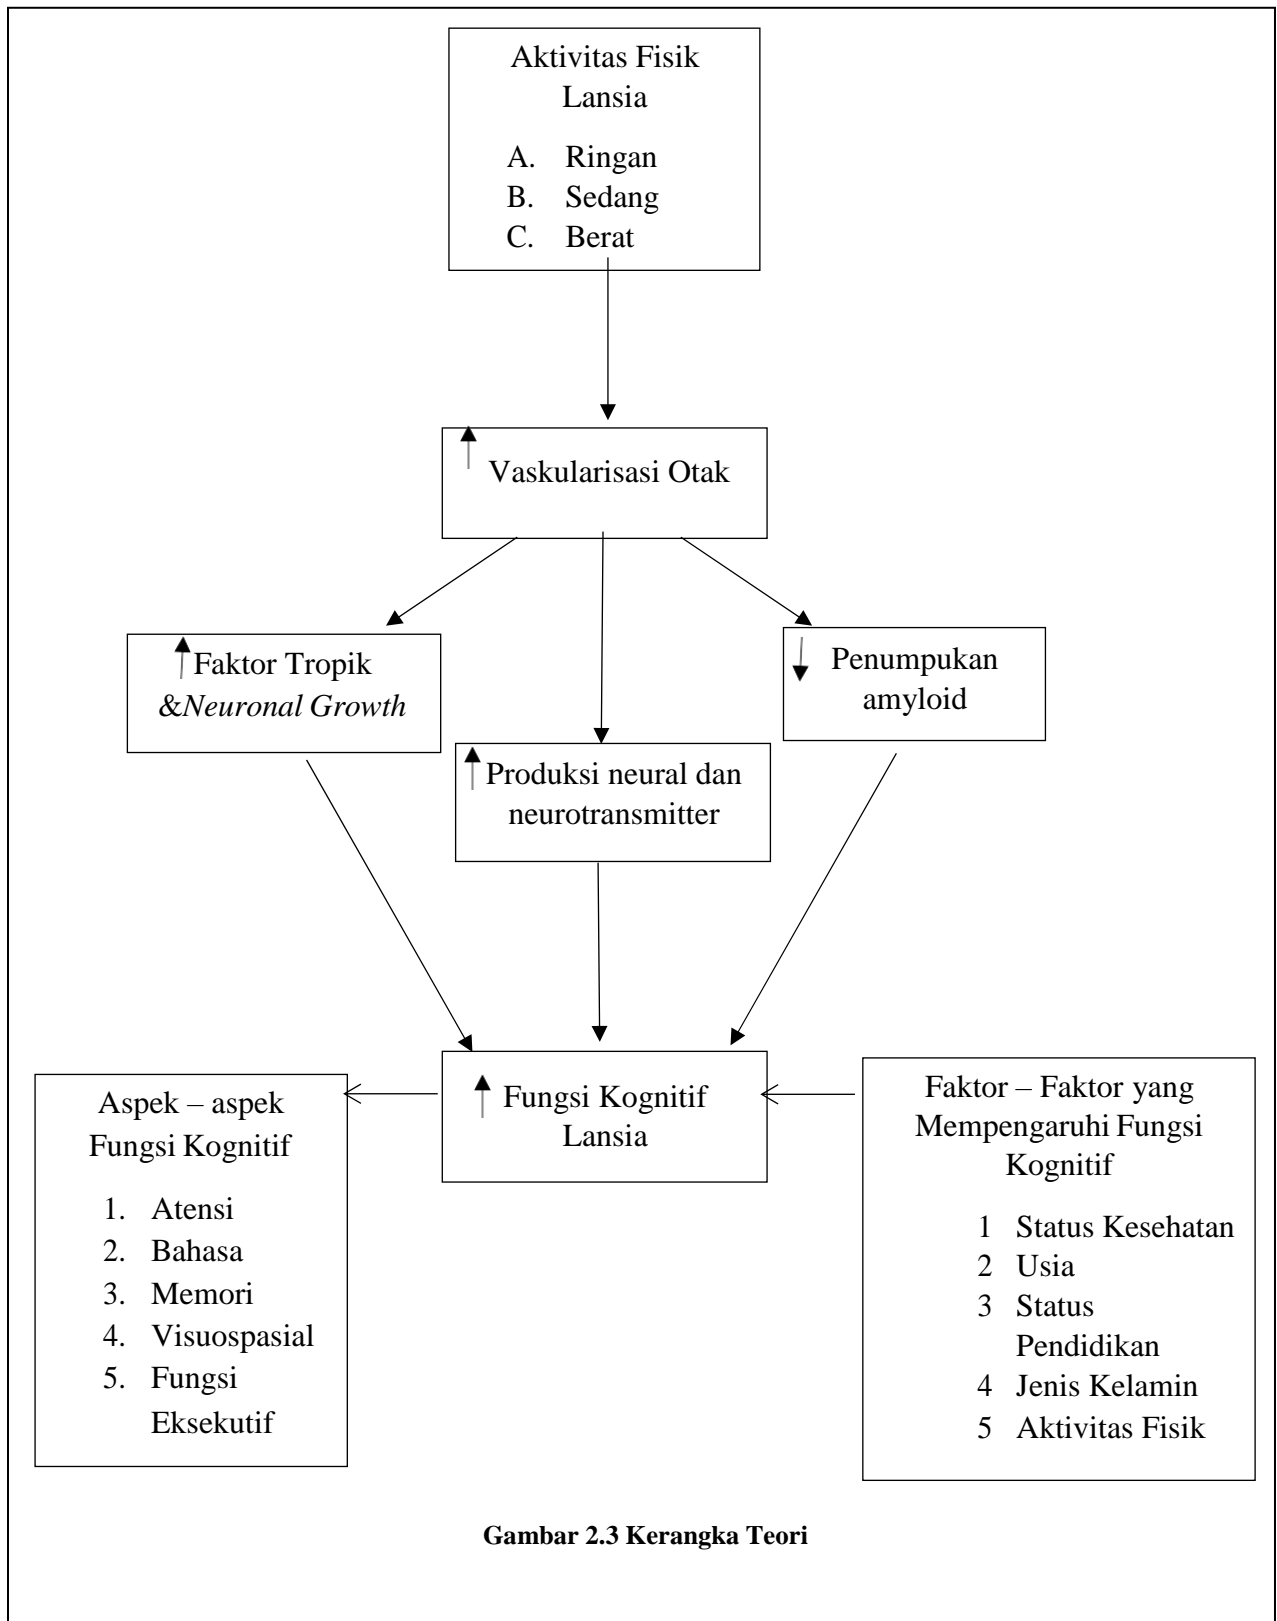 Aktivitas Fisik
Lansia
A. Ringan
B. Sedang
C. Berat
Vaskularisasi Otak
Faktor Tropik
&Neuronal Growth
Penumpukan
amyloid
Produksi neural dan
neurotransmitter
Fungsi Kognitif
Lansia
Aspek – aspek
Fungsi Kognitif
1. Atensi
2. Bahasa
3. Memori
4. Visuospasial
5. Fungsi
Eksekutif
Faktor – Faktor yang
Mempengaruhi Fungsi
Kognitif
1 Status Kesehatan
2 Usia
3 Status
Pendidikan
4 Jenis Kelamin
5 Aktivitas Fisik
Gambar 2.3 Kerangka Teori